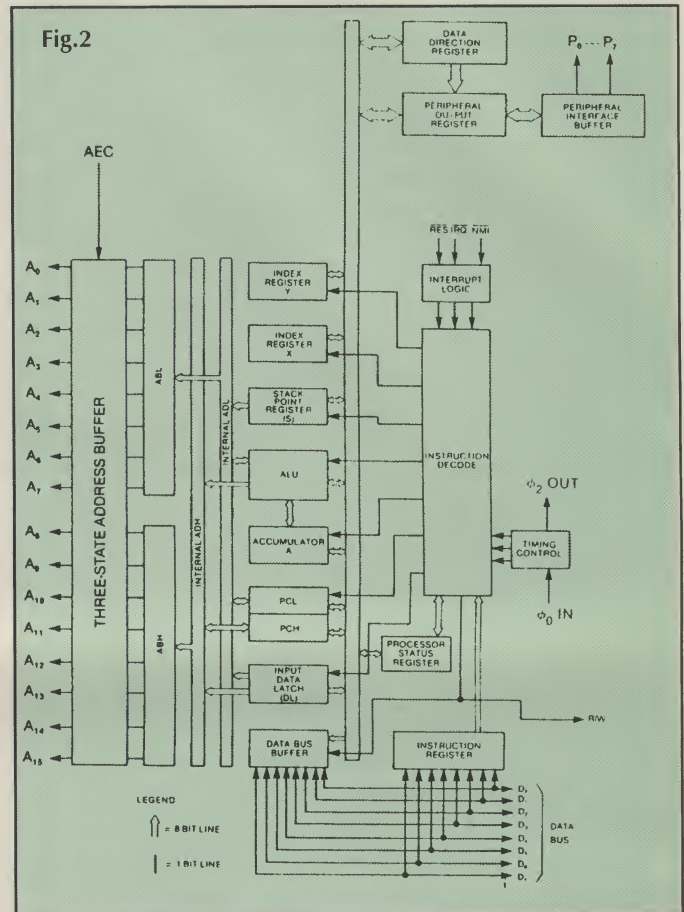 Fig.2
DATA
DIRECTION
REGISTER
P₀ ··· P₇
PERIPHERAL
OUTPUT
REGISTER
PERIPHERAL
INTERFACE
BUFFER
AEC
RES IRQ NMI
INTERRUPT
LOGIC
A₀
A₁
A₂
A₃
A₄
A₅
A₆
A₇
A₈
A₉
A₁₀
A₁₁
A₁₂
A₁₃
A₁₄
A₁₅
THREE-STATE ADDRESS BUFFER
ABL
ABH
INTERNAL ADH
INTERNAL ADL
INDEX
REGISTER
Y
INDEX
REGISTER
X
STACK
POINT
REGISTER
(S)
ALU
ACCUMULATOR
A
PCL
PCH
INPUT
DATA
LATCH
(DL)
DATA BUS
BUFFER
INSTRUCTION
DECODE
ϕ₂ OUT
TIMING
CONTROL
ϕ₀ IN
PROCESSOR
STATUS
REGISTER
INSTRUCTION
REGISTER
R/W
DATA
BUS
LEGEND
= 8 BIT LINE
= 1 BIT LINE